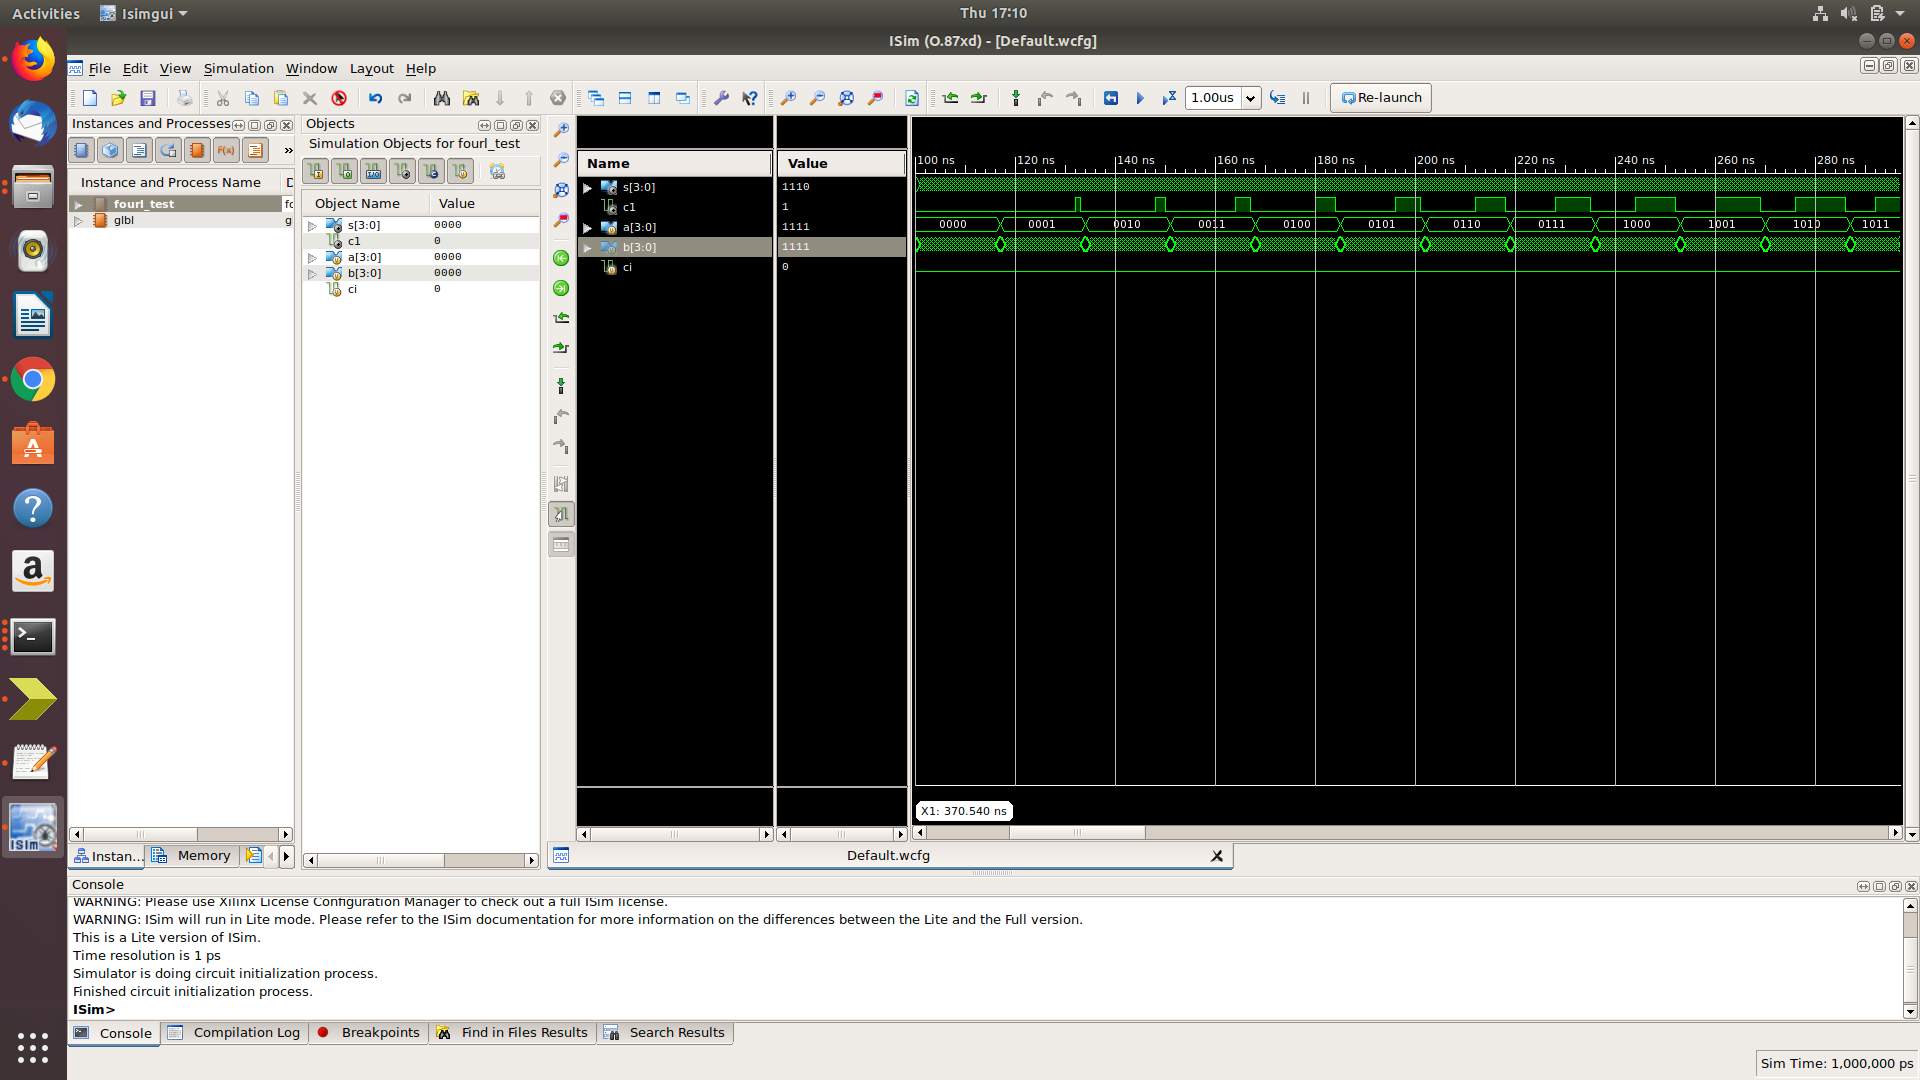 Activities Isimgui Thu 17:10
ISim (O.87xd) - [Default.wcfg]
File Edit View Simulation Window Layout Help
1.00us Re-launch
Instances and Processes
Instance and Process Name D
fourl_test fc
glbl g
Instan... Memory
Objects
Simulation Objects for fourl_test
Object Name Value
s[3:0] 0000
c1 0
a[3:0] 0000
b[3:0] 0000
ci 0
Name Value
s[3:0] 1110
c1 1
a[3:0] 1111
b[3:0] 1111
ci 0
100 ns 120 ns 140 ns 160 ns 180 ns 200 ns 220 ns 240 ns 260 ns 280 ns
0000 0001 0010 0011 0100 0101 0110 0111 1000 1001 1010 1011
X1: 370.540 ns
Default.wcfg
Console
WARNING: Please use Xilinx License Configuration Manager to check out a full ISim license.
WARNING: ISim will run in Lite mode. Please refer to the ISim documentation for more information on the differences between the Lite and the Full version.
This is a Lite version of ISim.
Time resolution is 1 ps
Simulator is doing circuit initialization process.
Finished circuit initialization process.
ISim>
Console Compilation Log Breakpoints Find in Files Results Search Results
Sim Time: 1,000,000 ps